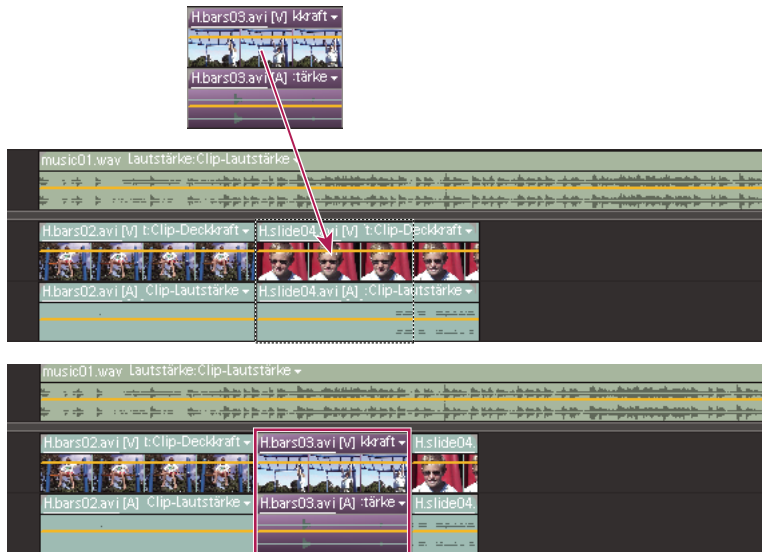 H.bars03.avi [V] kkraft
H.bars03.avi [A] :tärke
music01.wav Lautstärke:Clip-Lautstärke
H.bars02.avi [V] t:Clip-Deckkraft H.slide04.avi [V] 't:Clip-Deckkraft
H.bars02.avi [A] Clip-Lautstärke H.slide04.avi [A] :Clip-Lautstärke
music01.wav Lautstärke:Clip-Lautstärke
H.bars02.avi [V] t:Clip-Deckkraft H.bars03.avi [V] kkraft H.slide04.
H.bars02.avi [A] Clip-Lautstärke H.bars03.avi [A] :tärke H.slide04.